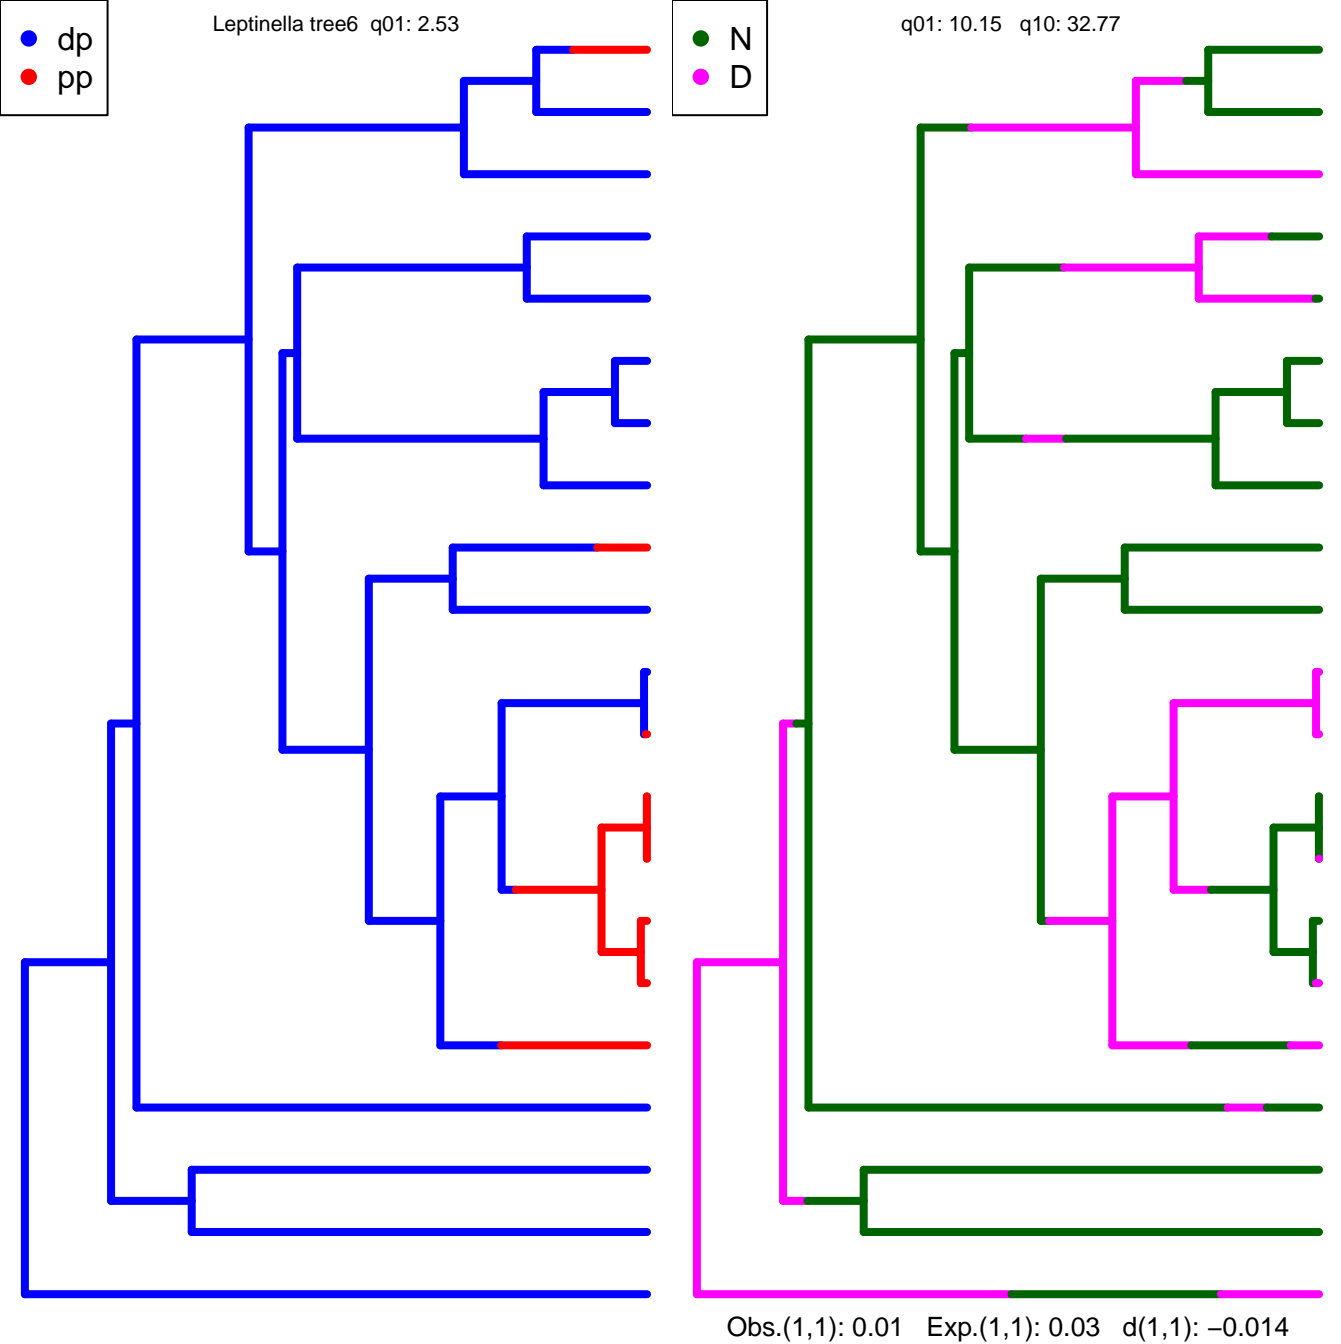 Leptinella tree6 q01: 2.53
dp
pp
q01: 10.15 q10: 32.77
N
D
Obs.(1,1): 0.01 Exp.(1,1): 0.03 d(1,1): −0.014